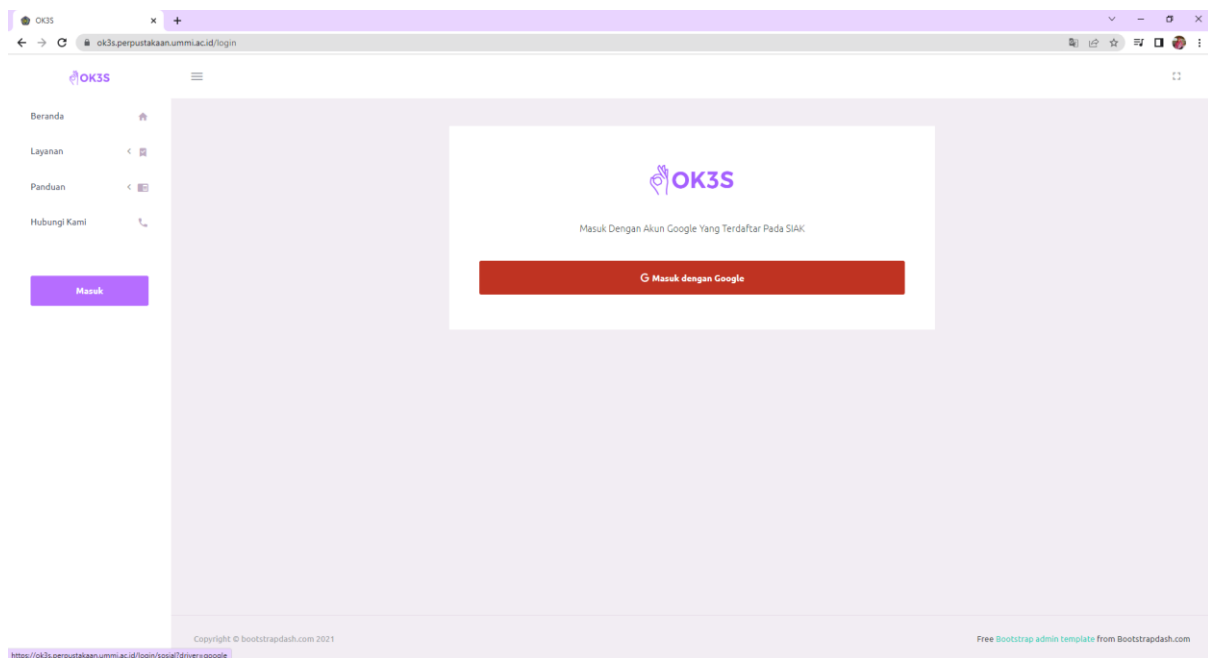 OK3S
ok3s.perpustakaan.ummi.ac.id/login
OK3S
Beranda
Layanan
Panduan
Hubungi Kami
Masuk
OK3S
Masuk Dengan Akun Google Yang Terdaftar Pada SIAK
G Masuk dengan Google
Copyright © bootstrapdash.com 2021
Free Bootstrap admin template from Bootstrapdash.com
https://ok3s.perpustakaan.ummi.ac.id/login/sosial?driver=google